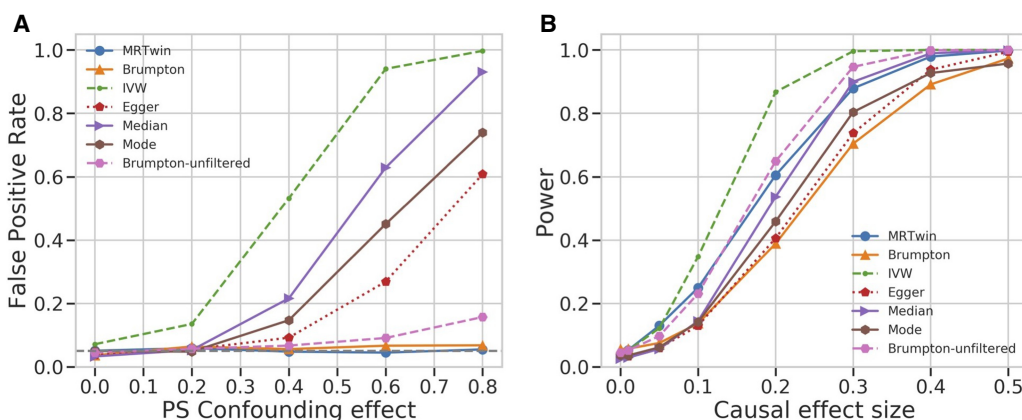 A
False Positive Rate
1.0
0.8
0.6
0.4
0.2
0.0
MRTwin
Brumpton
IVW
Egger
Median
Mode
Brumpton-unfiltered
0.0 0.1 0.2 0.3 0.4 0.5 0.6 0.7 0.8
PS Confounding effect
B
Power
1.0
0.8
0.6
0.4
0.2
0.0
MRTwin
Brumpton
IVW
Egger
Median
Mode
Brumpton-unfiltered
0.0 0.1 0.2 0.3 0.4 0.5
Causal effect size